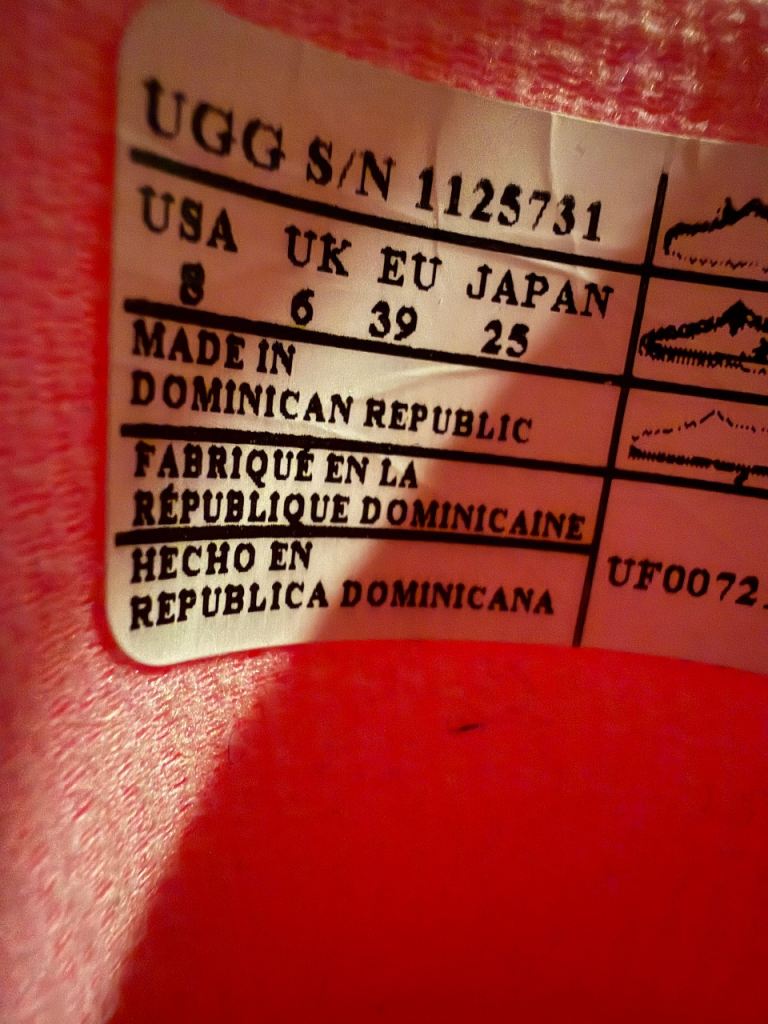 UGG S/N 1125731
USA UK EU JAPAN
8 6 39 25
MADE IN
DOMINICAN REPUBLIC
FABRIQUÉ EN LA
RÉPUBLIQUE DOMINICAINE
HECHO EN
REPUBLICA DOMINICANA
UF0072